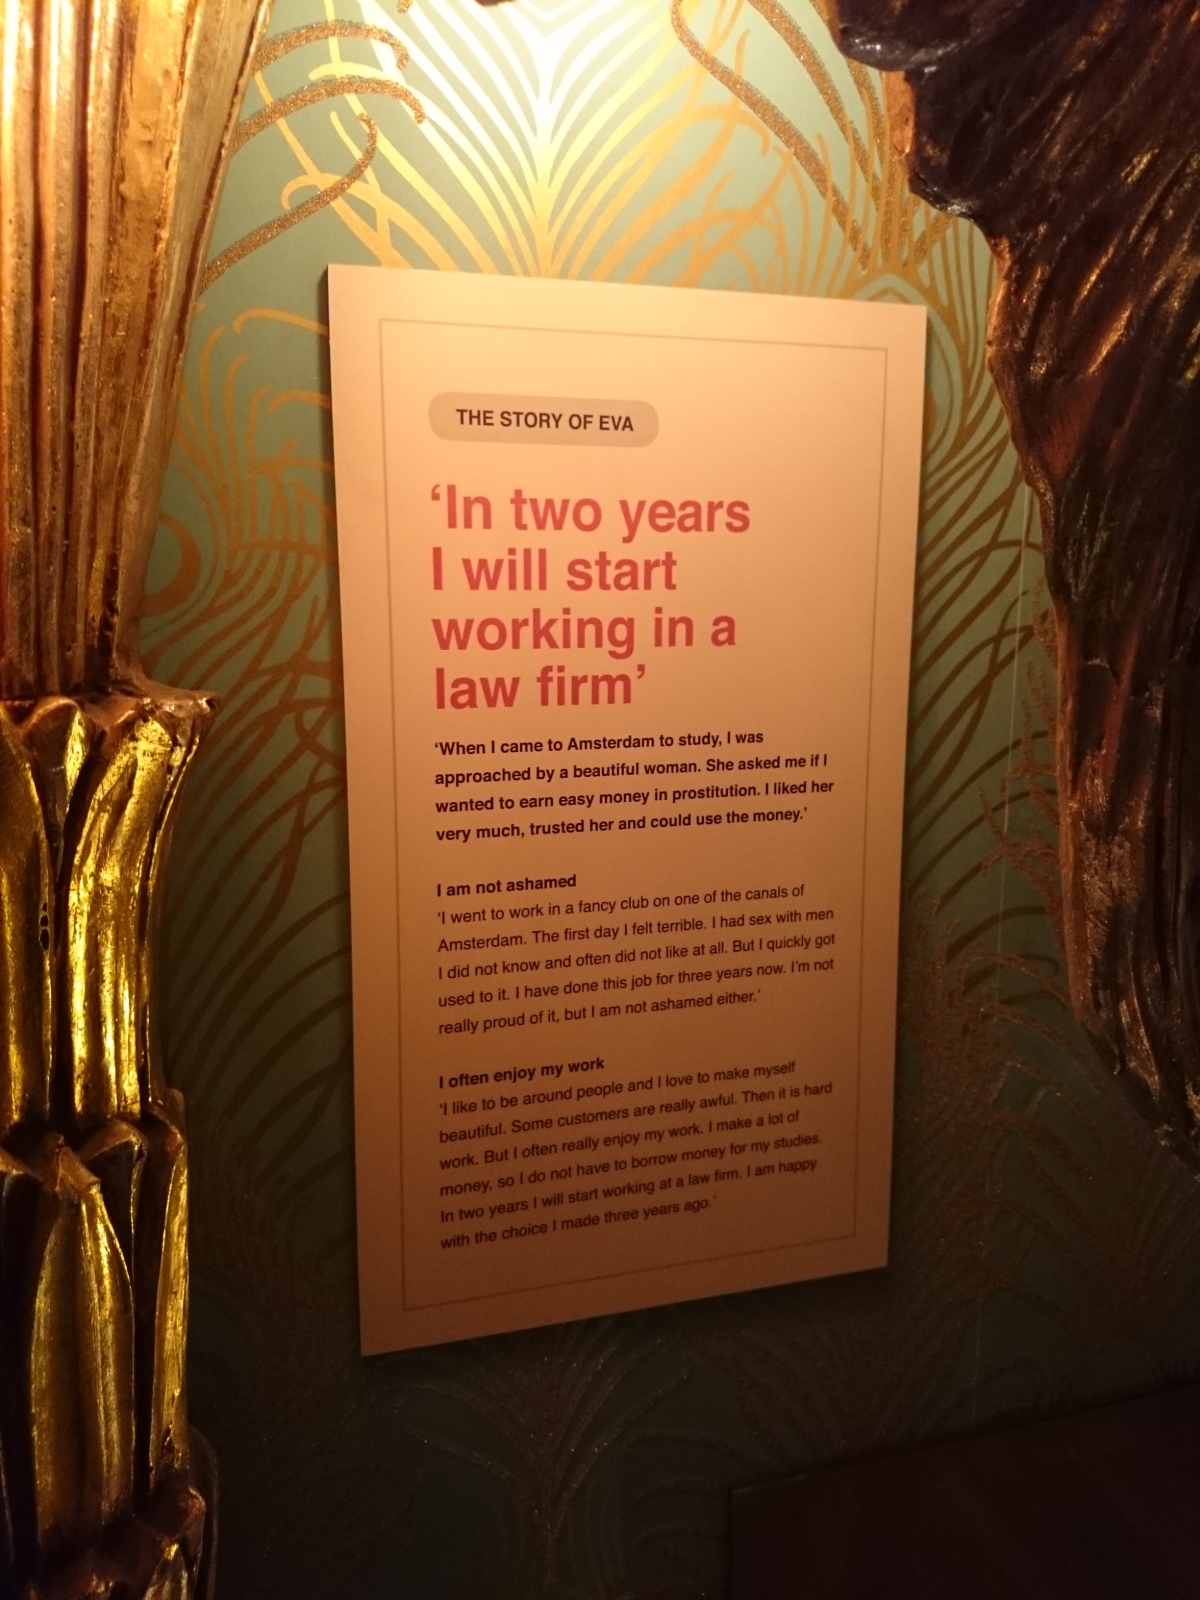 THE STORY OF EVA
‘In two years
I will start
working in a
law firm’
‘When I came to Amsterdam to study, I was
approached by a beautiful woman. She asked me if I
wanted to earn easy money in prostitution. I liked her
very much, trusted her and could use the money.’
I am not ashamed
‘I went to work in a fancy club on one of the canals of
Amsterdam. The first day I felt terrible. I had sex with men
I did not know and often did not like at all. But I quickly got
used to it. I have done this job for three years now. I’m not
really proud of it, but I am not ashamed either.’
I often enjoy my work
‘I like to be around people and I love to make myself
beautiful. Some customers are really awful. Then it is hard
work. But I often really enjoy my work. I make a lot of
money, so I do not have to borrow money for my studies.
In two years I will start working at a law firm. I am happy
with the choice I made three years ago.’